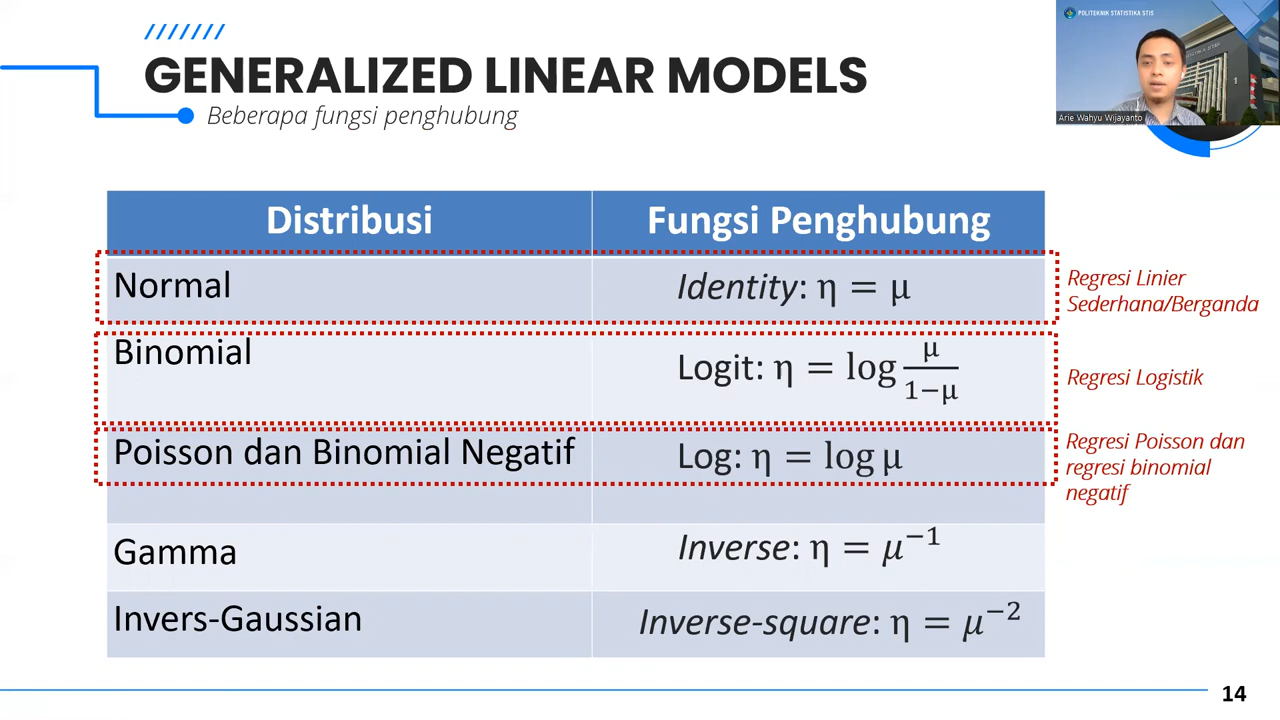 POLITEKNIK STATISTIKA STIS
GENERALIZED LINEAR MODELS
Beberapa fungsi penghubung
Arie Wahyu Wijayanto
Distribusi
Fungsi Penghubung
Normal
Identity: η = μ
Regresi Linier
Sederhana/Berganda
Binomial
Logit: η = log μ/(1−μ)
Regresi Logistik
Poisson dan Binomial Negatif
Log: η = log μ
Regresi Poisson dan
regresi binomial
negatif
Gamma
Inverse: η = μ⁻¹
Invers-Gaussian
Inverse-square: η = μ⁻²
14